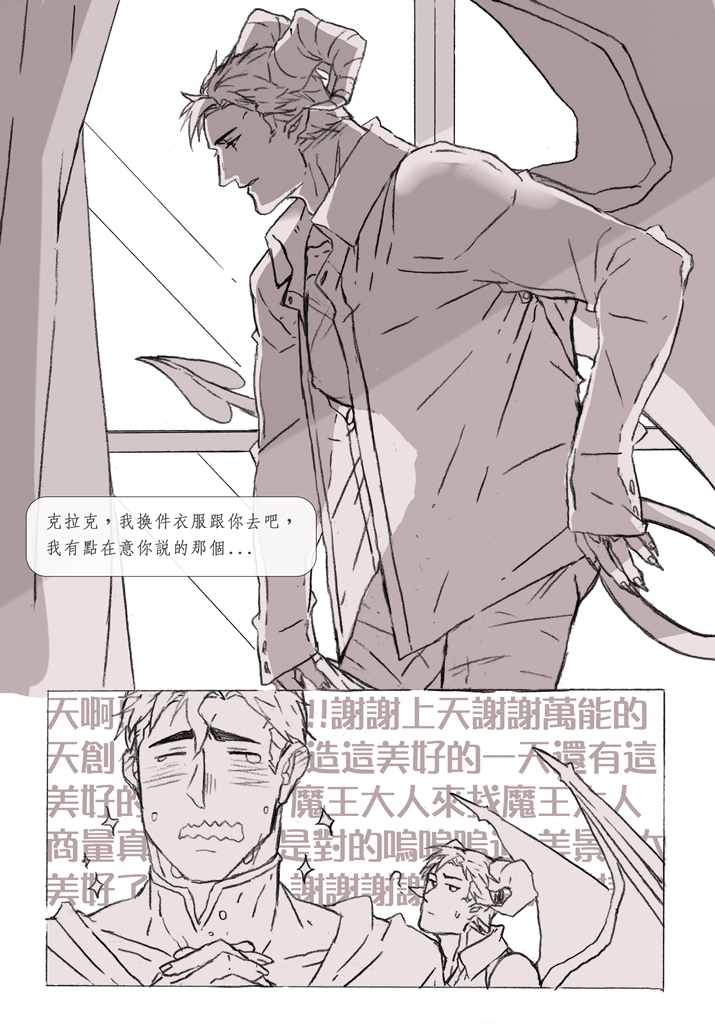 克拉克，我換件衣服跟你去吧，
我有點在意你說的那個...
天啊 !!謝謝上天謝謝萬能的
天創 造這美好的一天還有這
美好的 魔王大人來找魔王大人
商量真 是對的嗚嗚嗚這 美景
美好了 謝謝謝謝
?